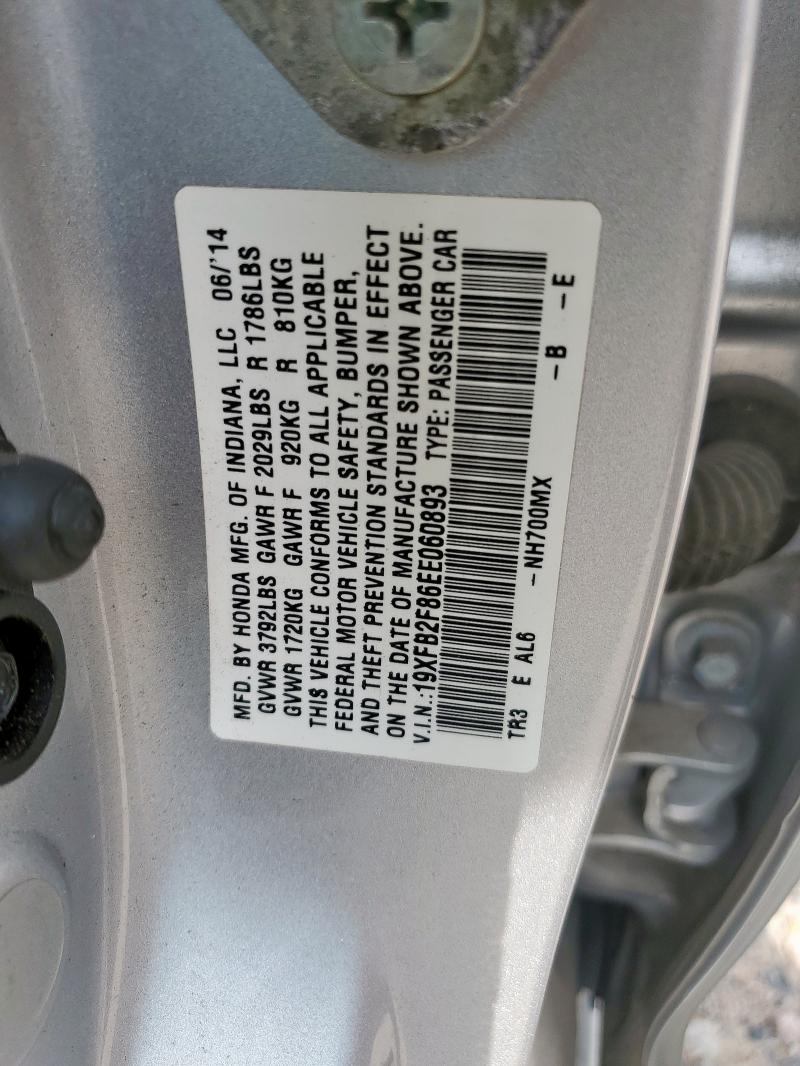 MFD. BY HONDA MFG. OF INDIANA, LLC 06/'14
GVWR 3792LBS GAWR F 2029LBS R 1786LBS
GVWR 1720KG GAWR F 920KG R 810KG
THIS VEHICLE CONFORMS TO ALL APPLICABLE
FEDERAL MOTOR VEHICLE SAFETY, BUMPER,
AND THEFT PREVENTION STANDARDS IN EFFECT
ON THE DATE OF MANUFACTURE SHOWN ABOVE.
V.I.N.:19XFB2F86EE060893 TYPE: PASSENGER CAR
TR3 E AL6 -NH700MX -B -E